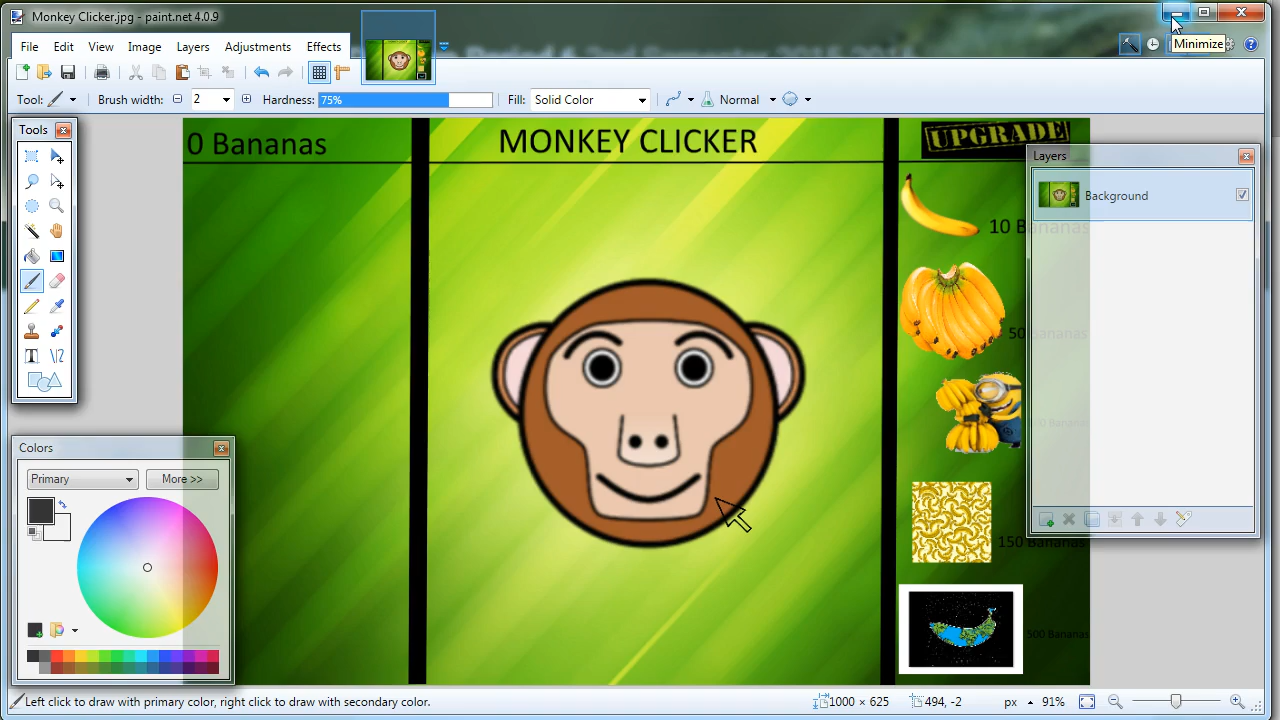 Monkey Clicker.jpg - paint.net 4.0.9
Minimize
File Edit View Image Layers Adjustments Effects
Tool: Brush width: 2 Hardness: 75% Fill: Solid Color Normal
Tools
0 Bananas
MONKEY CLICKER
UPGRADE
Layers
Background
10 Bananas
50 Bananas
150 Bananas
500 Bananas
Colors
Primary
More >>
Left click to draw with primary color, right click to draw with secondary color.
1000 × 625
494, -2
px
91%